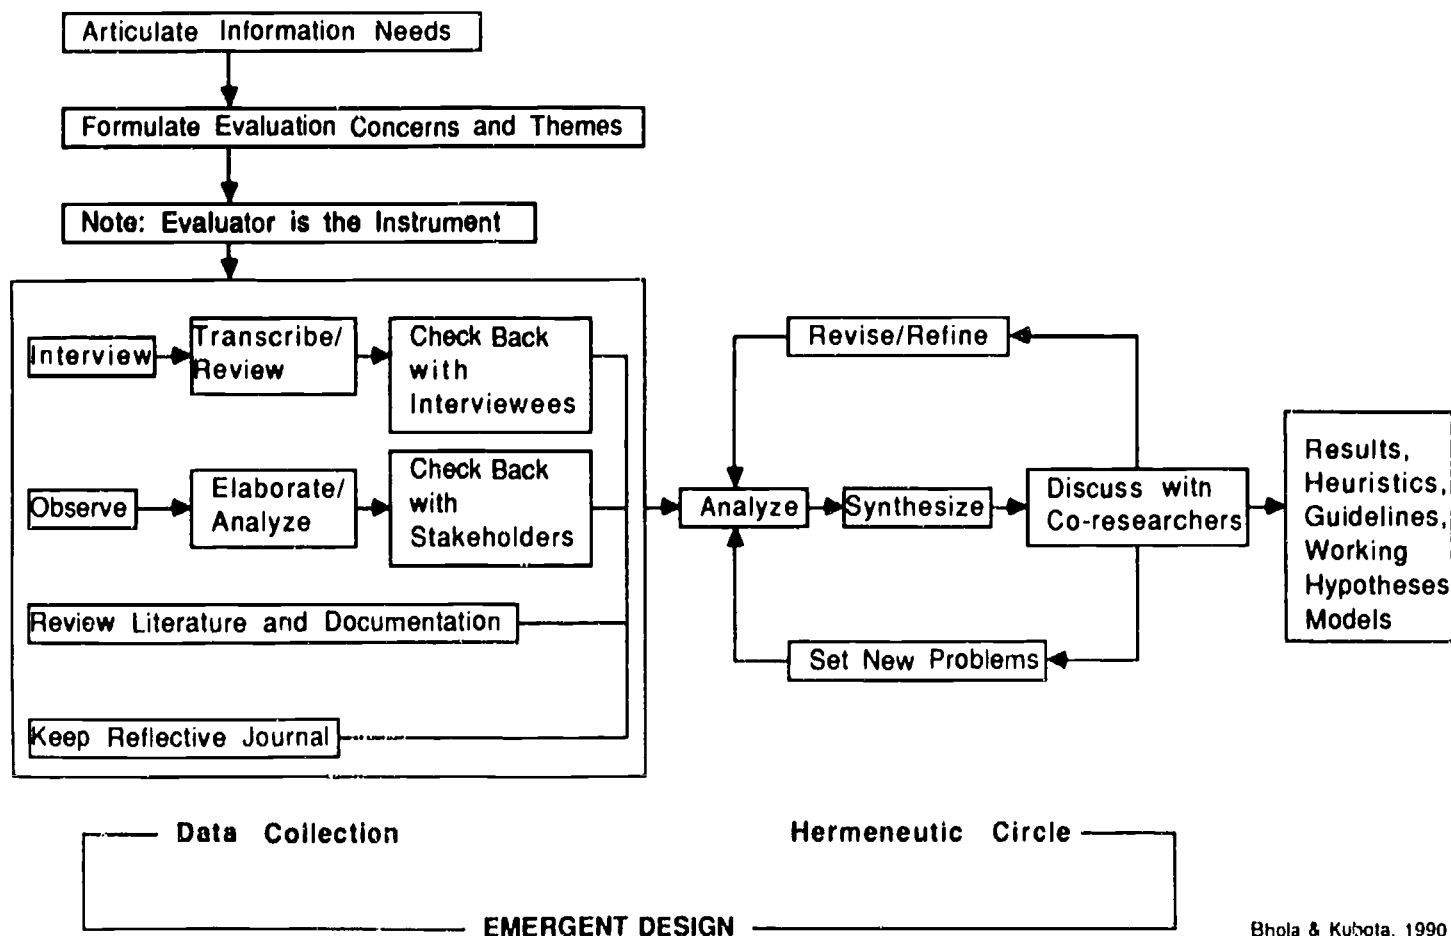 Articulate Information Needs
Formulate Evaluation Concerns and Themes
Note: Evaluator is the Instrument
Interview
Transcribe/
Review
Check Back
with
Interviewees
Observe
Elaborate/
Analyze
Check Back
with
Stakeholders
Review Literature and Documentation
Keep Reflective Journal
Revise/Refine
Analyze
Synthesize
Discuss witn
Co-researchers
Set New Problems
Results,
Heuristics,
Guidelines,
Working
Hypotheses
Models
Data Collection
Hermeneutic Circle
EMERGENT DESIGN
Bhola & Kubota, 1990